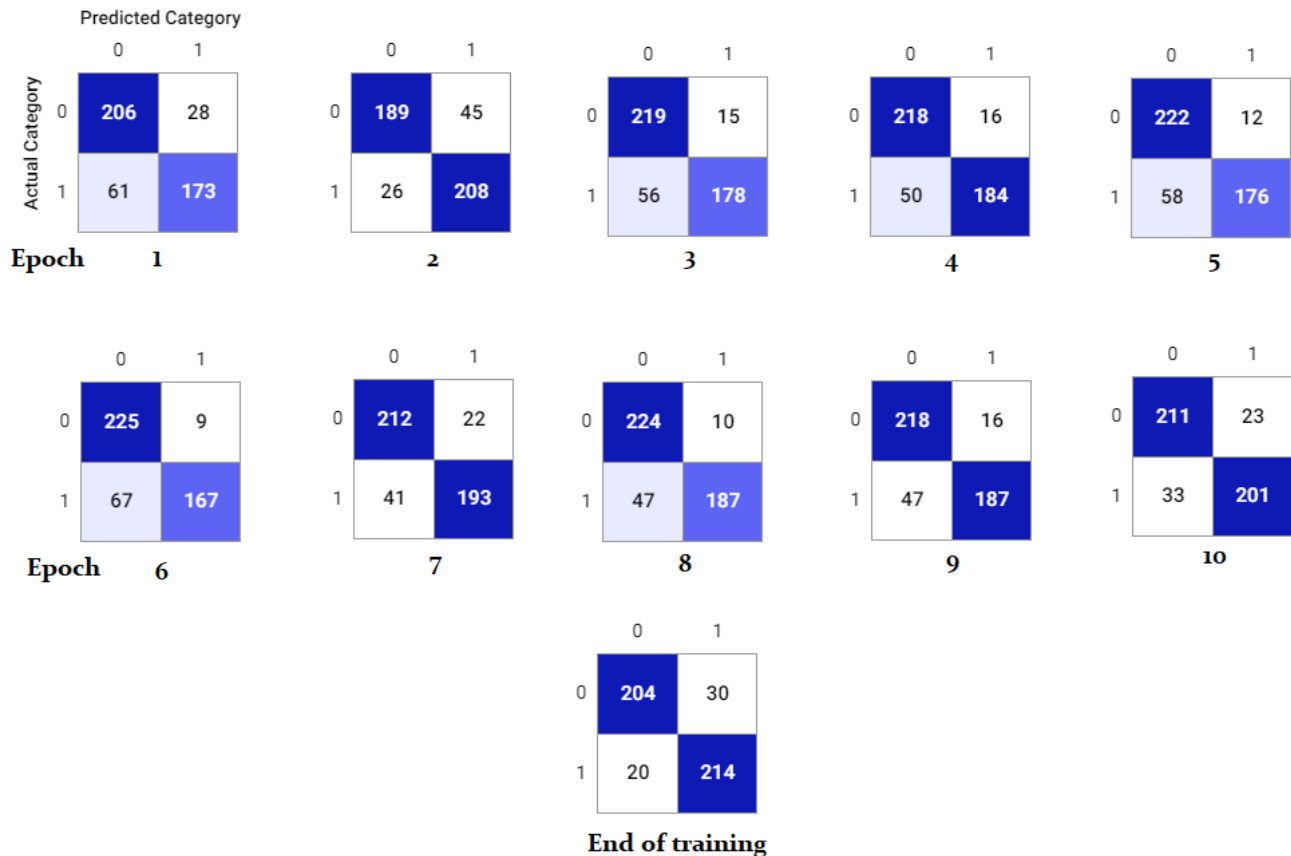 Predicted Category
0 1
0 1
0 1
0 1
0 1
Actual Category
0 206 28
0 189 45
0 219 15
0 218 16
0 222 12
1 61 173
1 26 208
1 56 178
1 50 184
1 58 176
Epoch 1 2 3 4 5
0 1
0 1
0 1
0 1
0 1
0 225 9
0 212 22
0 224 10
0 218 16
0 211 23
1 67 167
1 41 193
1 47 187
1 47 187
1 33 201
Epoch 6 7 8 9 10
0 1
0 204 30
1 20 214
End of training